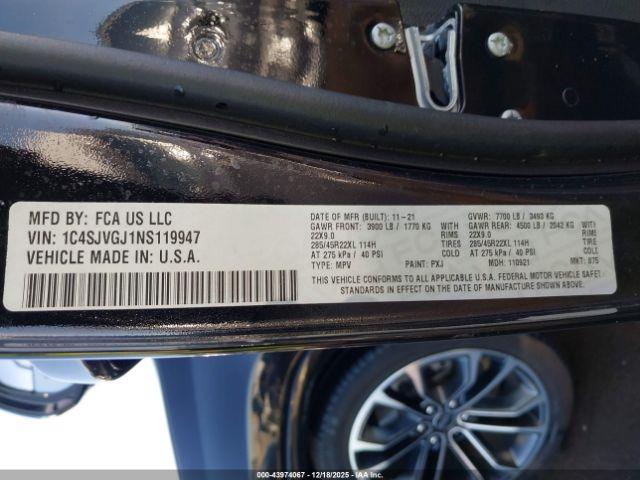 MFD BY: FCA US LLC
VIN: 1C4SJVGJ1NS119947
VEHICLE MADE IN: U.S.A.
DATE OF MFR (BUILT): 11-21 GVWR: 7700 LB / 3493 KG
GAWR FRONT: 3900 LB / 1770 KG GAWR REAR: 4500 LB / 2042 KG
22X9.0 RIMS 22X9.0
285/45R22XL 114H TIRES 285/45R22XL 114H
AT 275 kPa / 40 PSI AT 275 kPa / 40 PSI
TYPE: MPV PAINT: PXJ MDH: 110921 MKT: 875
THIS VEHICLE CONFORMS TO ALL APPLICABLE U.S.A. FEDERAL MOTOR VEHICLE SAFETY
STANDARDS IN EFFECT ON THE DATE OF MANUFACTURE SHOWN ABOVE.
000-43974067 - 12/18/2025 - Copart, Inc.